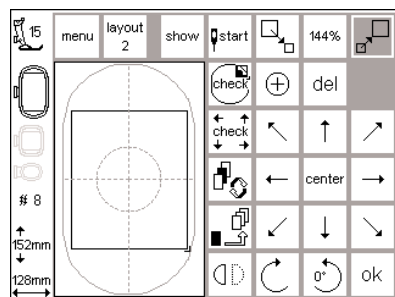 15
menu
layout
2
show
start
144%
check
del
check
# 8
center
152mm
128mm
0°
ok